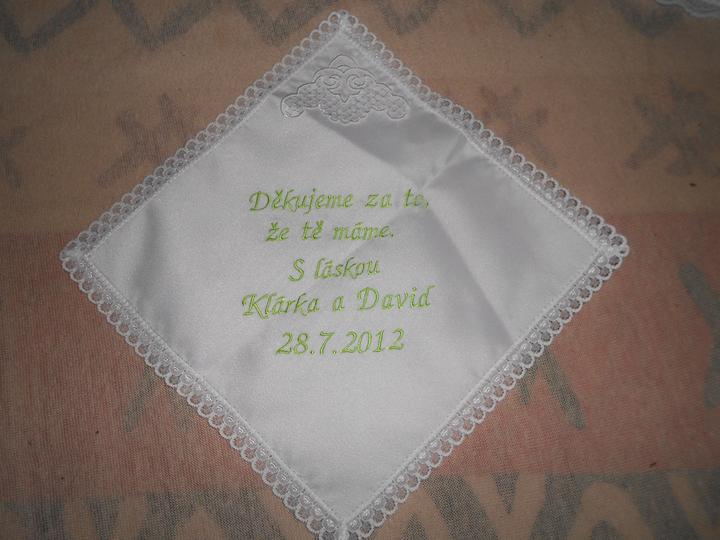 Děkujeme za to,
že tě máme.
S láskou
Klárka a David
28.7.2012